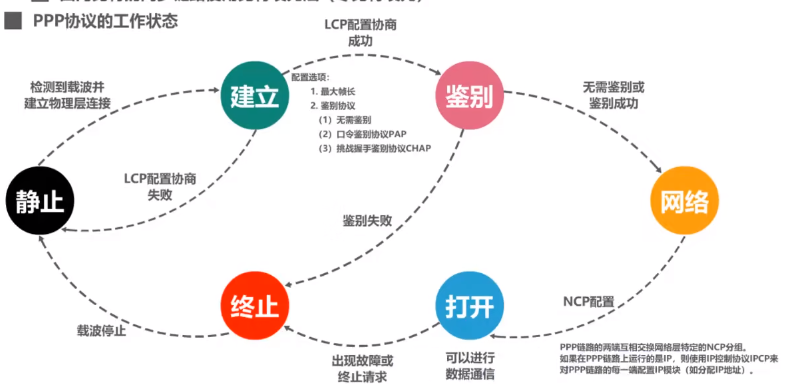 PPP协议的工作状态
LCP配置协商
成功
检测到载波并
建立物理层连接
建立
配置选项:
1. 最大帧长
2. 鉴别协议
(1) 无需鉴别
(2) 口令鉴别协议PAP
(3) 挑战握手鉴别协议CHAP
鉴别
无需鉴别或
鉴别成功
LCP配置协商
失败
静止
鉴别失败
网络
终止
打开
NCP配置
载波停止
出现故障或
终止请求
可以进行
数据通信
PPP链路的两端互相交换网络层特定的NCP分组。
如果在PPP链路上运行的是IP，则使用IP控制协议IPCP来
对PPP链路的每一端配置IP模块（如分配IP地址）。